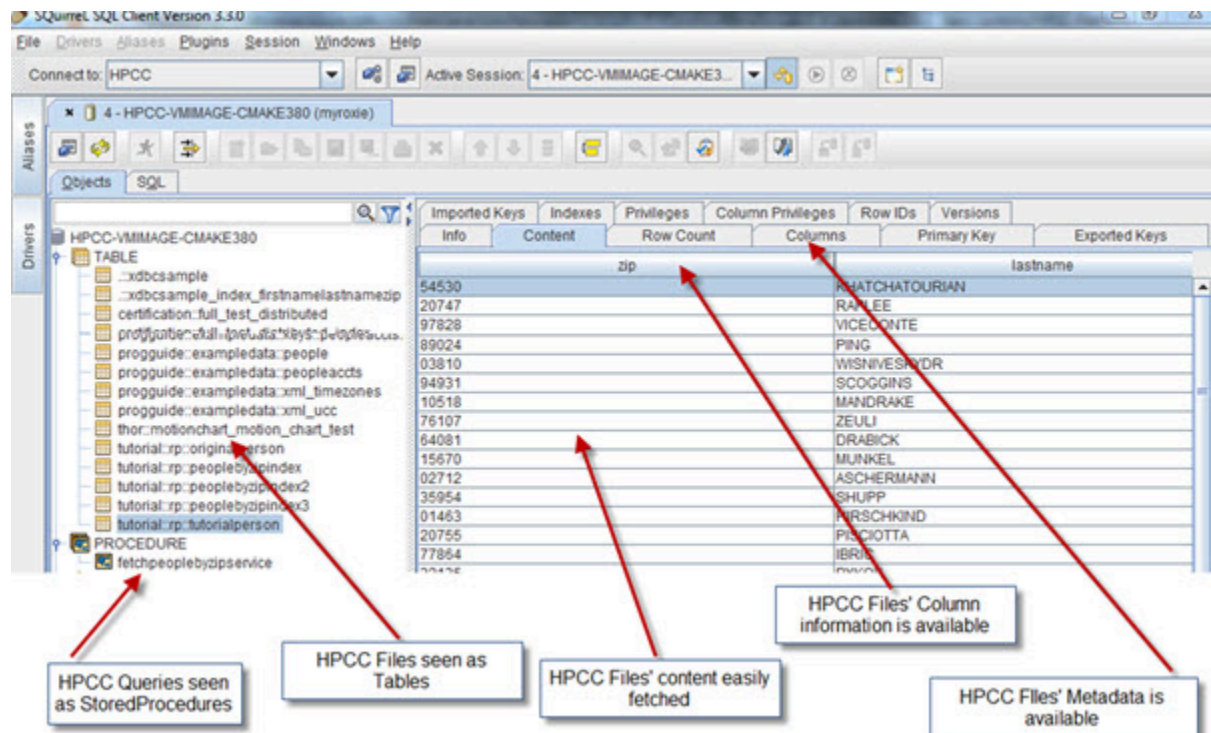 SQuirreL SQL Client Version 3.3.0
File Drivers Aliases Plugins Session Windows Help
Connect to: HPCC Active Session: 4 - HPCC-VMIMAGE-CMAKE3...
4 - HPCC-VMIMAGE-CMAKE380 (myroxie)
Aliases
Drivers
Objects SQL
HPCC-VMIMAGE-CMAKE380
TABLE
.::xdbcsample
.::xdbcsample_index_firstnamelastnamezip
certification::full_test_distributed
progguide::exampledata::people
progguide::exampledata::peopleaccts
progguide::exampledata::xml_timezones
progguide::exampledata::xml_ucc
thor::motionchart_motion_chart_test
tutorial::rp::originalperson
tutorial::rp::peoplebyzipindex
tutorial::rp::peoplebyzipindex2
tutorial::rp::peoplebyzipindex3
tutorial::rp::tutorialperson
PROCEDURE
fetchpeoplebyzipservice
Imported Keys Indexes Privileges Column Privileges Row IDs Versions
Info Content Row Count Columns Primary Key Exported Keys
zip lastname
54530 KHATCHATOURIAN
20747
97828 VICECONTE
89024 PING
03810
94931 SCOGGINS
10518 MANDRAKE
76107 ZEULI
64081 DRABICK
15670 MUNKEL
02712 ASCHERMANN
35954 SHUPP
01463 HIRSCHKIND
20755 PISCIOTTA
77864
HPCC Queries seen
as StoredProcedures
HPCC Files seen as
Tables
HPCC Files' content easily
fetched
HPCC Files' Column
information is available
HPCC FIles' Metadata is
available